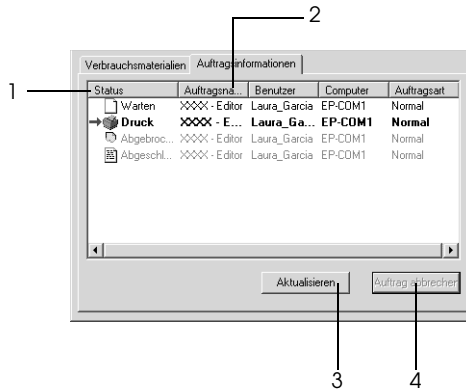 2
Verbrauchsmaterialien Auftragsinformationen
1
Status Auftragsna... Benutzer Computer Auftragsart
Warten XXXX - Editor Laura_Garcia EP-COM1 Normal
Druck XXXX - E... Laura_Ga... EP-COM1 Normal
Abgebroc... XXXX - Editor Laura_Garcia EP-COM1 Normal
Abgeschl... XXXX - Editor Laura_Garcia EP-COM1 Normal
Aktualisieren Auftrag abbrechen
3 4